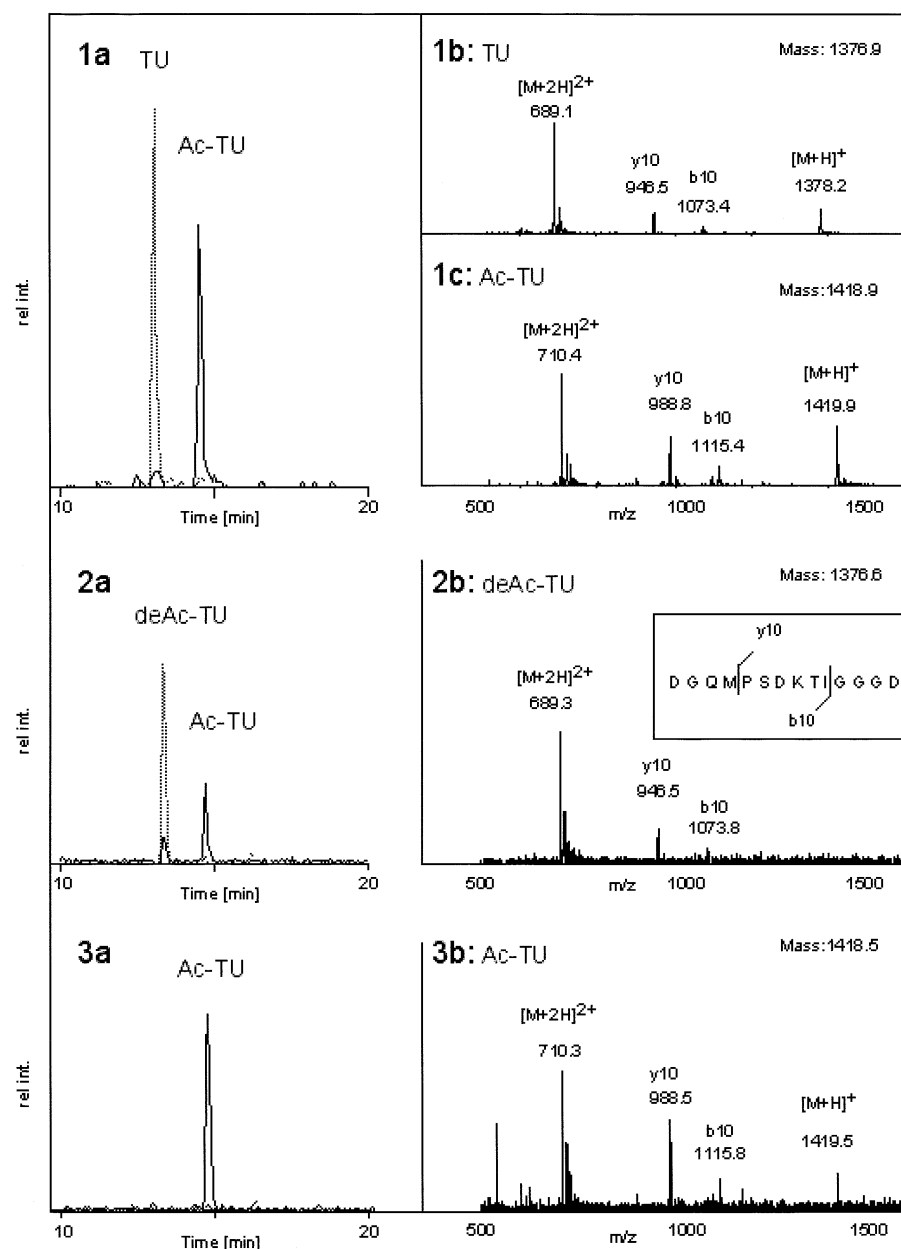 1a TU
Ac-TU
rel int.
10 20
Time [min]
1b: TU Mass: 1376.9
[M+2H]2+
689.1
y10
946.5
b10
1073.4
[M+H]+
1378.2
1c: Ac-TU Mass:1418.9
[M+2H]2+
710.4
y10
988.8
b10
1115.4
[M+H]+
1419.9
500 1000 1500
m/z
2a
deAc-TU
Ac-TU
rel int.
10 20
Time [min]
2b: deAc-TU Mass: 1376.6
y10
D G Q M P S D K T I G G G D
b10
[M+2H]2+
689.3
y10
946.5
b10
1073.8
500 1000 1500
m/z
3a
Ac-TU
rel int.
10 20
Time [min]
3b: Ac-TU Mass:1418.5
[M+2H]2+
710.3
y10
988.5
b10
1115.8
[M+H]+
1419.5
500 1000 1500
m/z